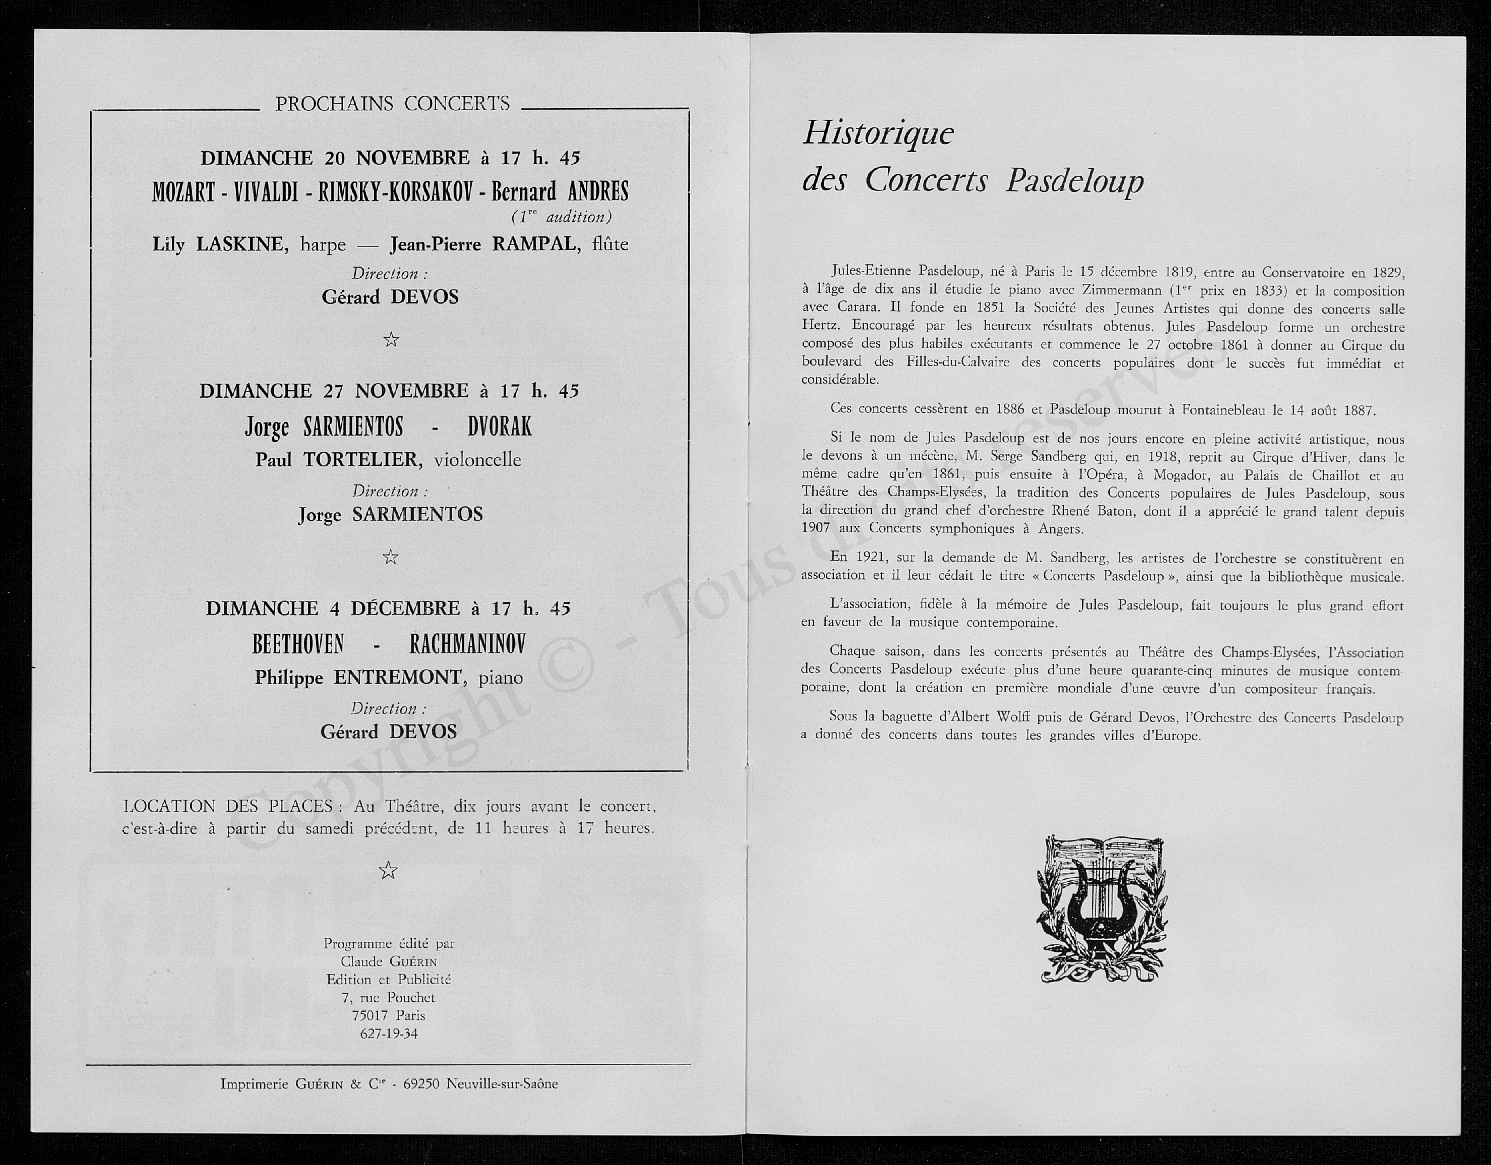 PROCHAINS CONCERTS
DIMANCHE 20 NOVEMBRE à 17 h. 45
MOZART - VIVALDI - RIMSKY-KORSAKOV - Bernard ANDRES
(1re audition)
Lily LASKINE, harpe — Jean-Pierre RAMPAL, flûte
Direction :
Gérard DEVOS
☆
DIMANCHE 27 NOVEMBRE à 17 h. 45
Jorge SARMIENTOS - DVORAK
Paul TORTELIER, violoncelle
Direction :
Jorge SARMIENTOS
☆
DIMANCHE 4 DÉCEMBRE à 17 h. 45
BEETHOVEN - RACHMANINOV
Philippe ENTREMONT, piano
Direction :
Gérard DEVOS
LOCATION DES PLACES : Au Théâtre, dix jours avant le concert,
c'est-à-dire à partir du samedi précédent, de 11 heures à 17 heures.
☆
Programme édité par
Claude GUÉRIN
Edition et Publicité
7, rue Pouchet
75017 Paris
627-19-34
Imprimerie GUÉRIN & Cie - 69250 Neuville-sur-Saône
Historique
des Concerts Pasdeloup
Jules-Etienne Pasdeloup, né à Paris le 15 décembre 1819, entre au Conservatoire en 1829,
à l'âge de dix ans il étudie le piano avec Zimmermann (1er prix en 1833) et la composition
avec Carara. Il fonde en 1851 la Société des Jeunes Artistes qui donne des concerts salle
Hertz. Encouragé par les heureux résultats obtenus. Jules Pasdeloup forme un orchestre
composé des plus habiles exécutants et commence le 27 octobre 1861 à donner au Cirque du
boulevard des Filles-du-Calvaire des concerts populaires dont le succès fut immédiat et
considérable.
Ces concerts cessèrent en 1886 et Pasdeloup mourut à Fontainebleau le 14 août 1887.
Si le nom de Jules Pasdeloup est de nos jours encore en pleine activité artistique, nous
le devons à un mécène, M. Serge Sandberg qui, en 1918, reprit au Cirque d'Hiver, dans le
même cadre qu'en 1861, puis ensuite à l'Opéra, à Mogador, au Palais de Chaillot et au
Théâtre des Champs-Elysées, la tradition des Concerts populaires de Jules Pasdeloup, sous
la direction du grand chef d'orchestre Rhené Baton, dont il a apprécié le grand talent depuis
1907 aux Concerts symphoniques à Angers.
En 1921, sur la demande de M. Sandberg, les artistes de l'orchestre se constituèrent en
association et il leur cédait le titre « Concerts Pasdeloup », ainsi que la bibliothèque musicale.
L'association, fidèle à la mémoire de Jules Pasdeloup, fait toujours le plus grand effort
en faveur de la musique contemporaine.
Chaque saison, dans les concerts présentés au Théâtre des Champs-Elysées, l'Association
des Concerts Pasdeloup exécute plus d'une heure quarante-cinq minutes de musique contem-
poraine, dont la création en première mondiale d'une œuvre d'un compositeur français.
Sous la baguette d'Albert Wolff puis de Gérard Devos, l'Orchestre des Concerts Pasdeloup
a donné des concerts dans toutes les grandes villes d'Europe.
Copyright © - Tous droits réservés